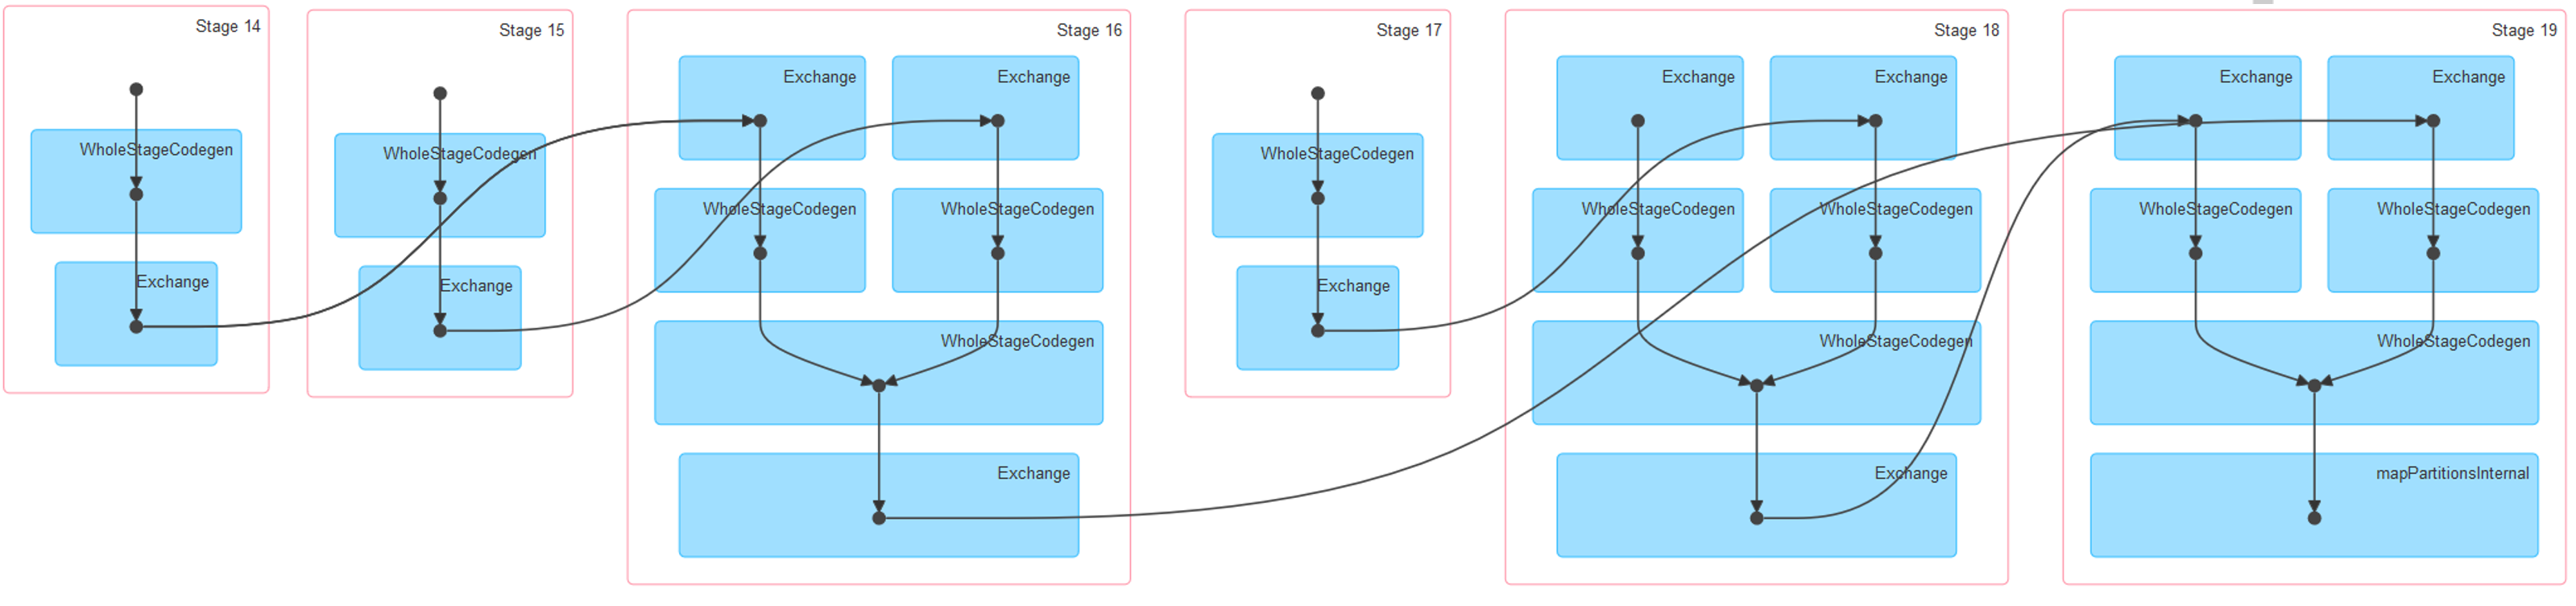 Stage 14
WholeStageCodegen
Exchange
Stage 15
WholeStageCodegen
Exchange
Stage 16
Exchange
Exchange
WholeStageCodegen
WholeStageCodegen
WholeStageCodegen
Exchange
Stage 17
WholeStageCodegen
Exchange
Stage 18
Exchange
Exchange
WholeStageCodegen
WholeStageCodegen
WholeStageCodegen
Exchange
Stage 19
Exchange
Exchange
WholeStageCodegen
WholeStageCodegen
WholeStageCodegen
mapPartitionsInternal